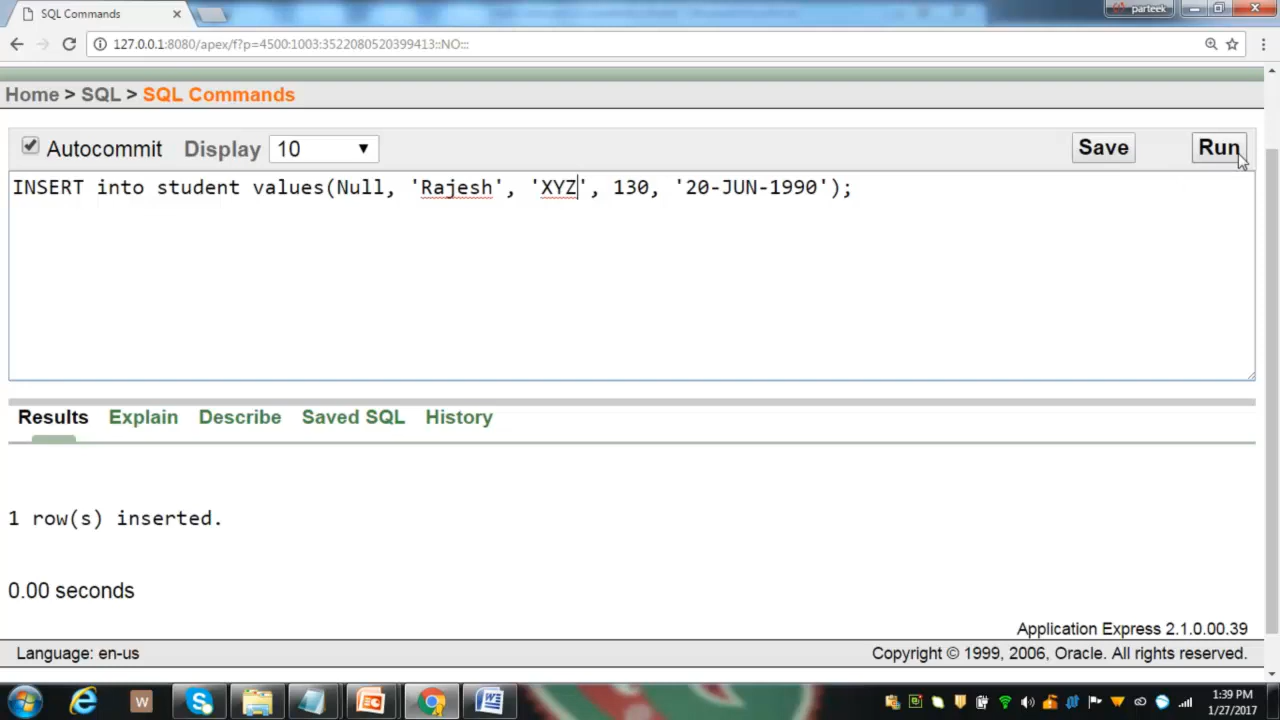 SQL Commands
parteek
127.0.0.1:8080/apex/f?p=4500:1003:3522080520399413::NO:::
Home > SQL > SQL Commands
Autocommit Display 10 Save Run
INSERT into student values(Null, 'Rajesh', 'XYZ', 130, '20-JUN-1990');
Results Explain Describe Saved SQL History
1 row(s) inserted.
0.00 seconds
Application Express 2.1.0.00.39
Language: en-us Copyright © 1999, 2006, Oracle. All rights reserved.
1:39 PM
1/27/2017